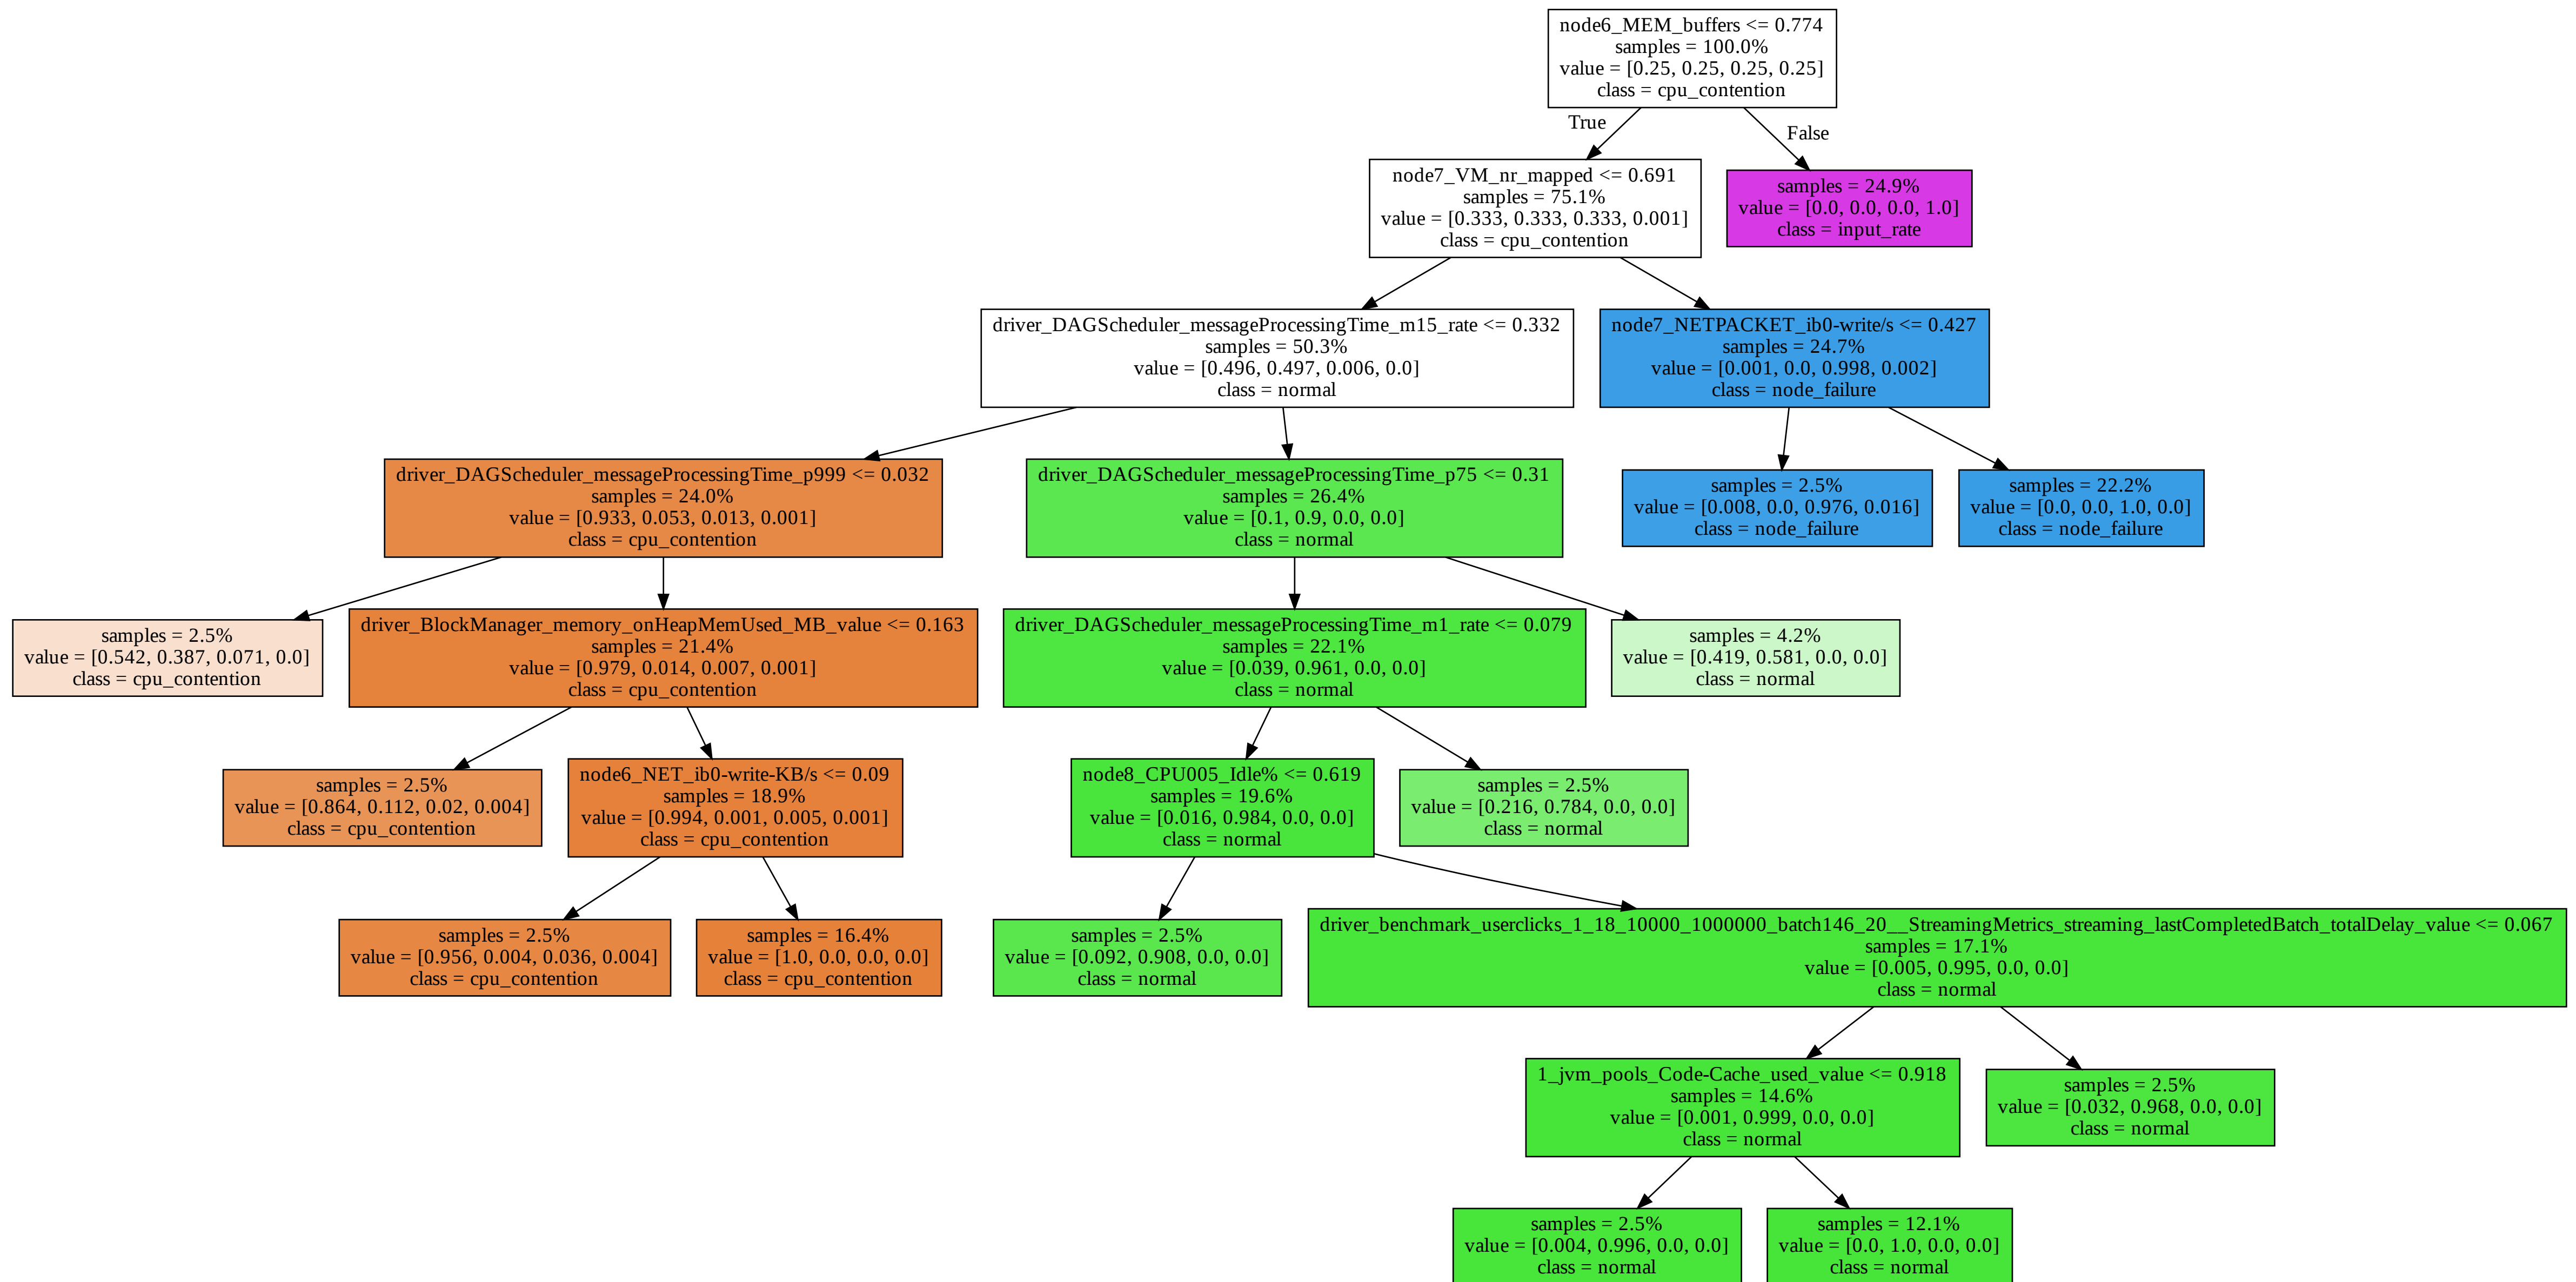 node6_MEM_buffers <= 0.774
samples = 100.0%
value = [0.25, 0.25, 0.25, 0.25]
class = cpu_contention
True
False
node7_VM_nr_mapped <= 0.691
samples = 75.1%
value = [0.333, 0.333, 0.333, 0.001]
class = cpu_contention
samples = 24.9%
value = [0.0, 0.0, 0.0, 1.0]
class = input_rate
driver_DAGScheduler_messageProcessingTime_m15_rate <= 0.332
samples = 50.3%
value = [0.496, 0.497, 0.006, 0.0]
class = normal
node7_NETPACKET_ib0-write/s <= 0.427
samples = 24.7%
value = [0.001, 0.0, 0.998, 0.002]
class = node_failure
driver_DAGScheduler_messageProcessingTime_p999 <= 0.032
samples = 24.0%
value = [0.933, 0.053, 0.013, 0.001]
class = cpu_contention
driver_DAGScheduler_messageProcessingTime_p75 <= 0.31
samples = 26.4%
value = [0.1, 0.9, 0.0, 0.0]
class = normal
samples = 2.5%
value = [0.008, 0.0, 0.976, 0.016]
class = node_failure
samples = 22.2%
value = [0.0, 0.0, 1.0, 0.0]
class = node_failure
samples = 2.5%
value = [0.542, 0.387, 0.071, 0.0]
class = cpu_contention
driver_BlockManager_memory_onHeapMemUsed_MB_value <= 0.163
samples = 21.4%
value = [0.979, 0.014, 0.007, 0.001]
class = cpu_contention
driver_DAGScheduler_messageProcessingTime_m1_rate <= 0.079
samples = 22.1%
value = [0.039, 0.961, 0.0, 0.0]
class = normal
samples = 4.2%
value = [0.419, 0.581, 0.0, 0.0]
class = normal
samples = 2.5%
value = [0.864, 0.112, 0.02, 0.004]
class = cpu_contention
node6_NET_ib0-write-KB/s <= 0.09
samples = 18.9%
value = [0.994, 0.001, 0.005, 0.001]
class = cpu_contention
node8_CPU005_Idle% <= 0.619
samples = 19.6%
value = [0.016, 0.984, 0.0, 0.0]
class = normal
samples = 2.5%
value = [0.216, 0.784, 0.0, 0.0]
class = normal
samples = 2.5%
value = [0.956, 0.004, 0.036, 0.004]
class = cpu_contention
samples = 16.4%
value = [1.0, 0.0, 0.0, 0.0]
class = cpu_contention
samples = 2.5%
value = [0.092, 0.908, 0.0, 0.0]
class = normal
driver_benchmark_userclicks_1_18_10000_1000000_batch146_20__StreamingMetrics_streaming_lastCompletedBatch_totalDelay_value <= 0.067
samples = 17.1%
value = [0.005, 0.995, 0.0, 0.0]
class = normal
1_jvm_pools_Code-Cache_used_value <= 0.918
samples = 14.6%
value = [0.001, 0.999, 0.0, 0.0]
class = normal
samples = 2.5%
value = [0.032, 0.968, 0.0, 0.0]
class = normal
samples = 2.5%
value = [0.004, 0.996, 0.0, 0.0]
class = normal
samples = 12.1%
value = [0.0, 1.0, 0.0, 0.0]
class = normal